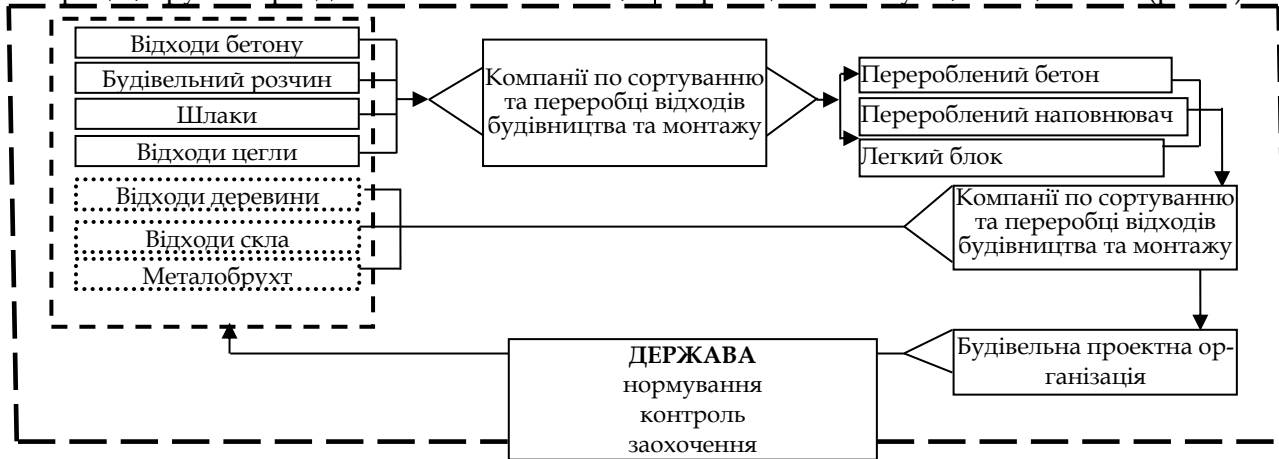 Відходи бетону
Будівельний розчин
Шлаки
Відходи цегли
Відходи деревини
Відходи скла
Металобрухт
Компанії по сортуванню
та переробці відходів
будівництва та монтажу
Перероблений бетон
Перероблений наповнювач
Легкий блок
Компанії по сортуванню
та переробці відходів
будівництва та монтажу
Будівельна проектна ор-
ганізація
ДЕРЖАВА
нормування
контроль
заохочення